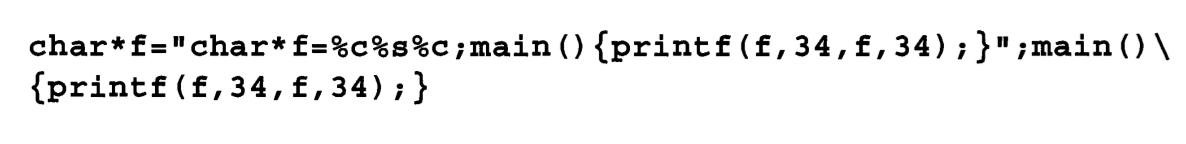 char*f="char*f=%c%s%c;main(){printf(f,34,f,34);}";main()\
{printf(f,34,f,34);}